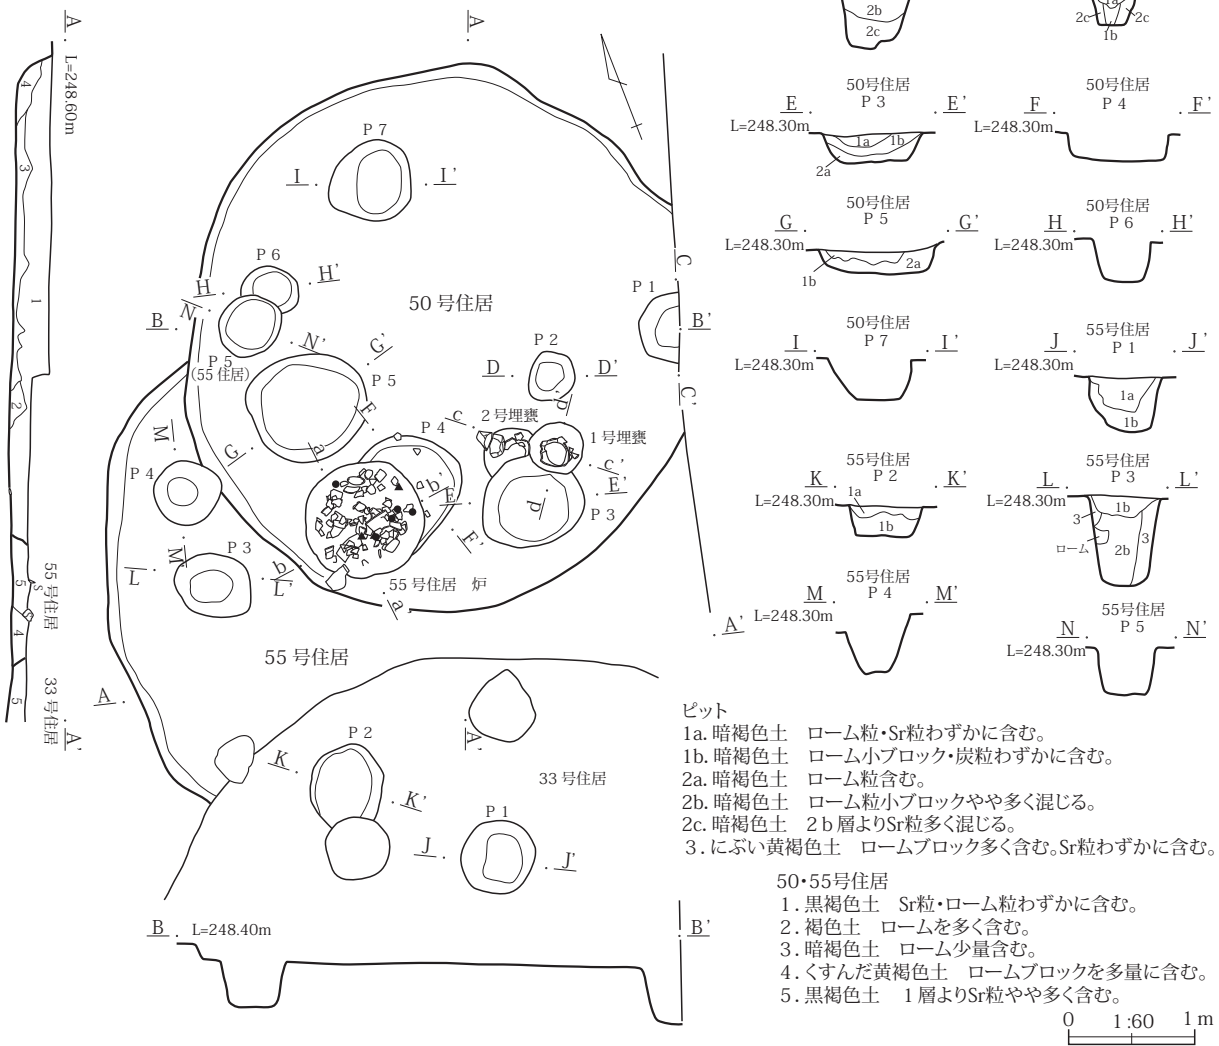 A
L=248.60m
4
3
1
2
5
S
S
4
5
55号住居
33号住居
A'
A
P 7
I
I'
P 6
H
H'
N
B
N'
P 5
(55住居)
50号住居
G'
P 5
F
G
a
P 4
b'
E
C
P 1
B'
P 2
D
D'
C'
d'
c
2号埋甕
1号埋甕
c'
E'
d
P 3
F'
M
P 4
M'
P 3
L
b
L'
55号住居 炉
a'
A'
55号住居
A
A'
P 2
K
K'
33号住居
P 1
J
J'
B
L=248.40m
B'
2b
2c
1a
2c
2c
1b
50号住居
P 3
E
E'
L=248.30m
1a
1b
2a
50号住居
P 4
F
F'
L=248.30m
50号住居
P 5
G
G'
L=248.30m
2a
1b
50号住居
P 6
H
H'
L=248.30m
50号住居
P 7
I
I'
L=248.30m
55号住居
P 1
J
J'
L=248.30m
1a
1b
55号住居
P 2
K
K'
L=248.30m
1a
1b
55号住居
P 3
L
L'
L=248.30m
1b
3
ローム
2b
3
55号住居
P 4
M
M'
L=248.30m
55号住居
P 5
N
N'
L=248.30m
ピット
1a. 暗褐色土 ローム粒・Sr粒わずかに含む。
1b. 暗褐色土 ローム小ブロック・炭粒わずかに含む。
2a. 暗褐色土 ローム粒含む。
2b. 暗褐色土 ローム粒小ブロックやや多く混じる。
2c. 暗褐色土 2b層よりSr粒多く混じる。
3. にぶい黄褐色土 ロームブロック多く含む。Sr粒わずかに含む。
50・55号住居
1. 黒褐色土 Sr粒・ローム粒わずかに含む。
2. 褐色土 ロームを多く含む。
3. 暗褐色土 ローム少量含む。
4. くすんだ黄褐色土 ロームブロックを多量に含む。
5. 黒褐色土 1層よりSr粒やや多く含む。
0 1:60 1m